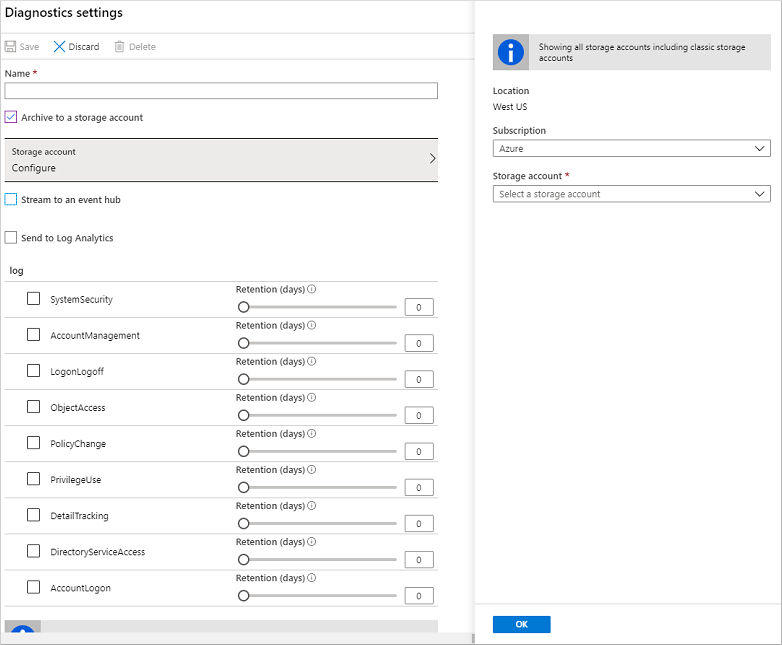 Diagnostics settings
Save Discard Delete
Name *
Archive to a storage account
Storage account
Configure
Stream to an event hub
Send to Log Analytics
log
SystemSecurity
Retention (days)
0
AccountManagement
Retention (days)
0
LogonLogoff
Retention (days)
0
ObjectAccess
Retention (days)
0
PolicyChange
Retention (days)
0
PrivilegeUse
Retention (days)
0
DetailTracking
Retention (days)
0
DirectoryServiceAccess
Retention (days)
0
AccountLogon
Retention (days)
0
Showing all storage accounts including classic storage
accounts
Location
West US
Subscription
Azure
Storage account *
Select a storage account
OK